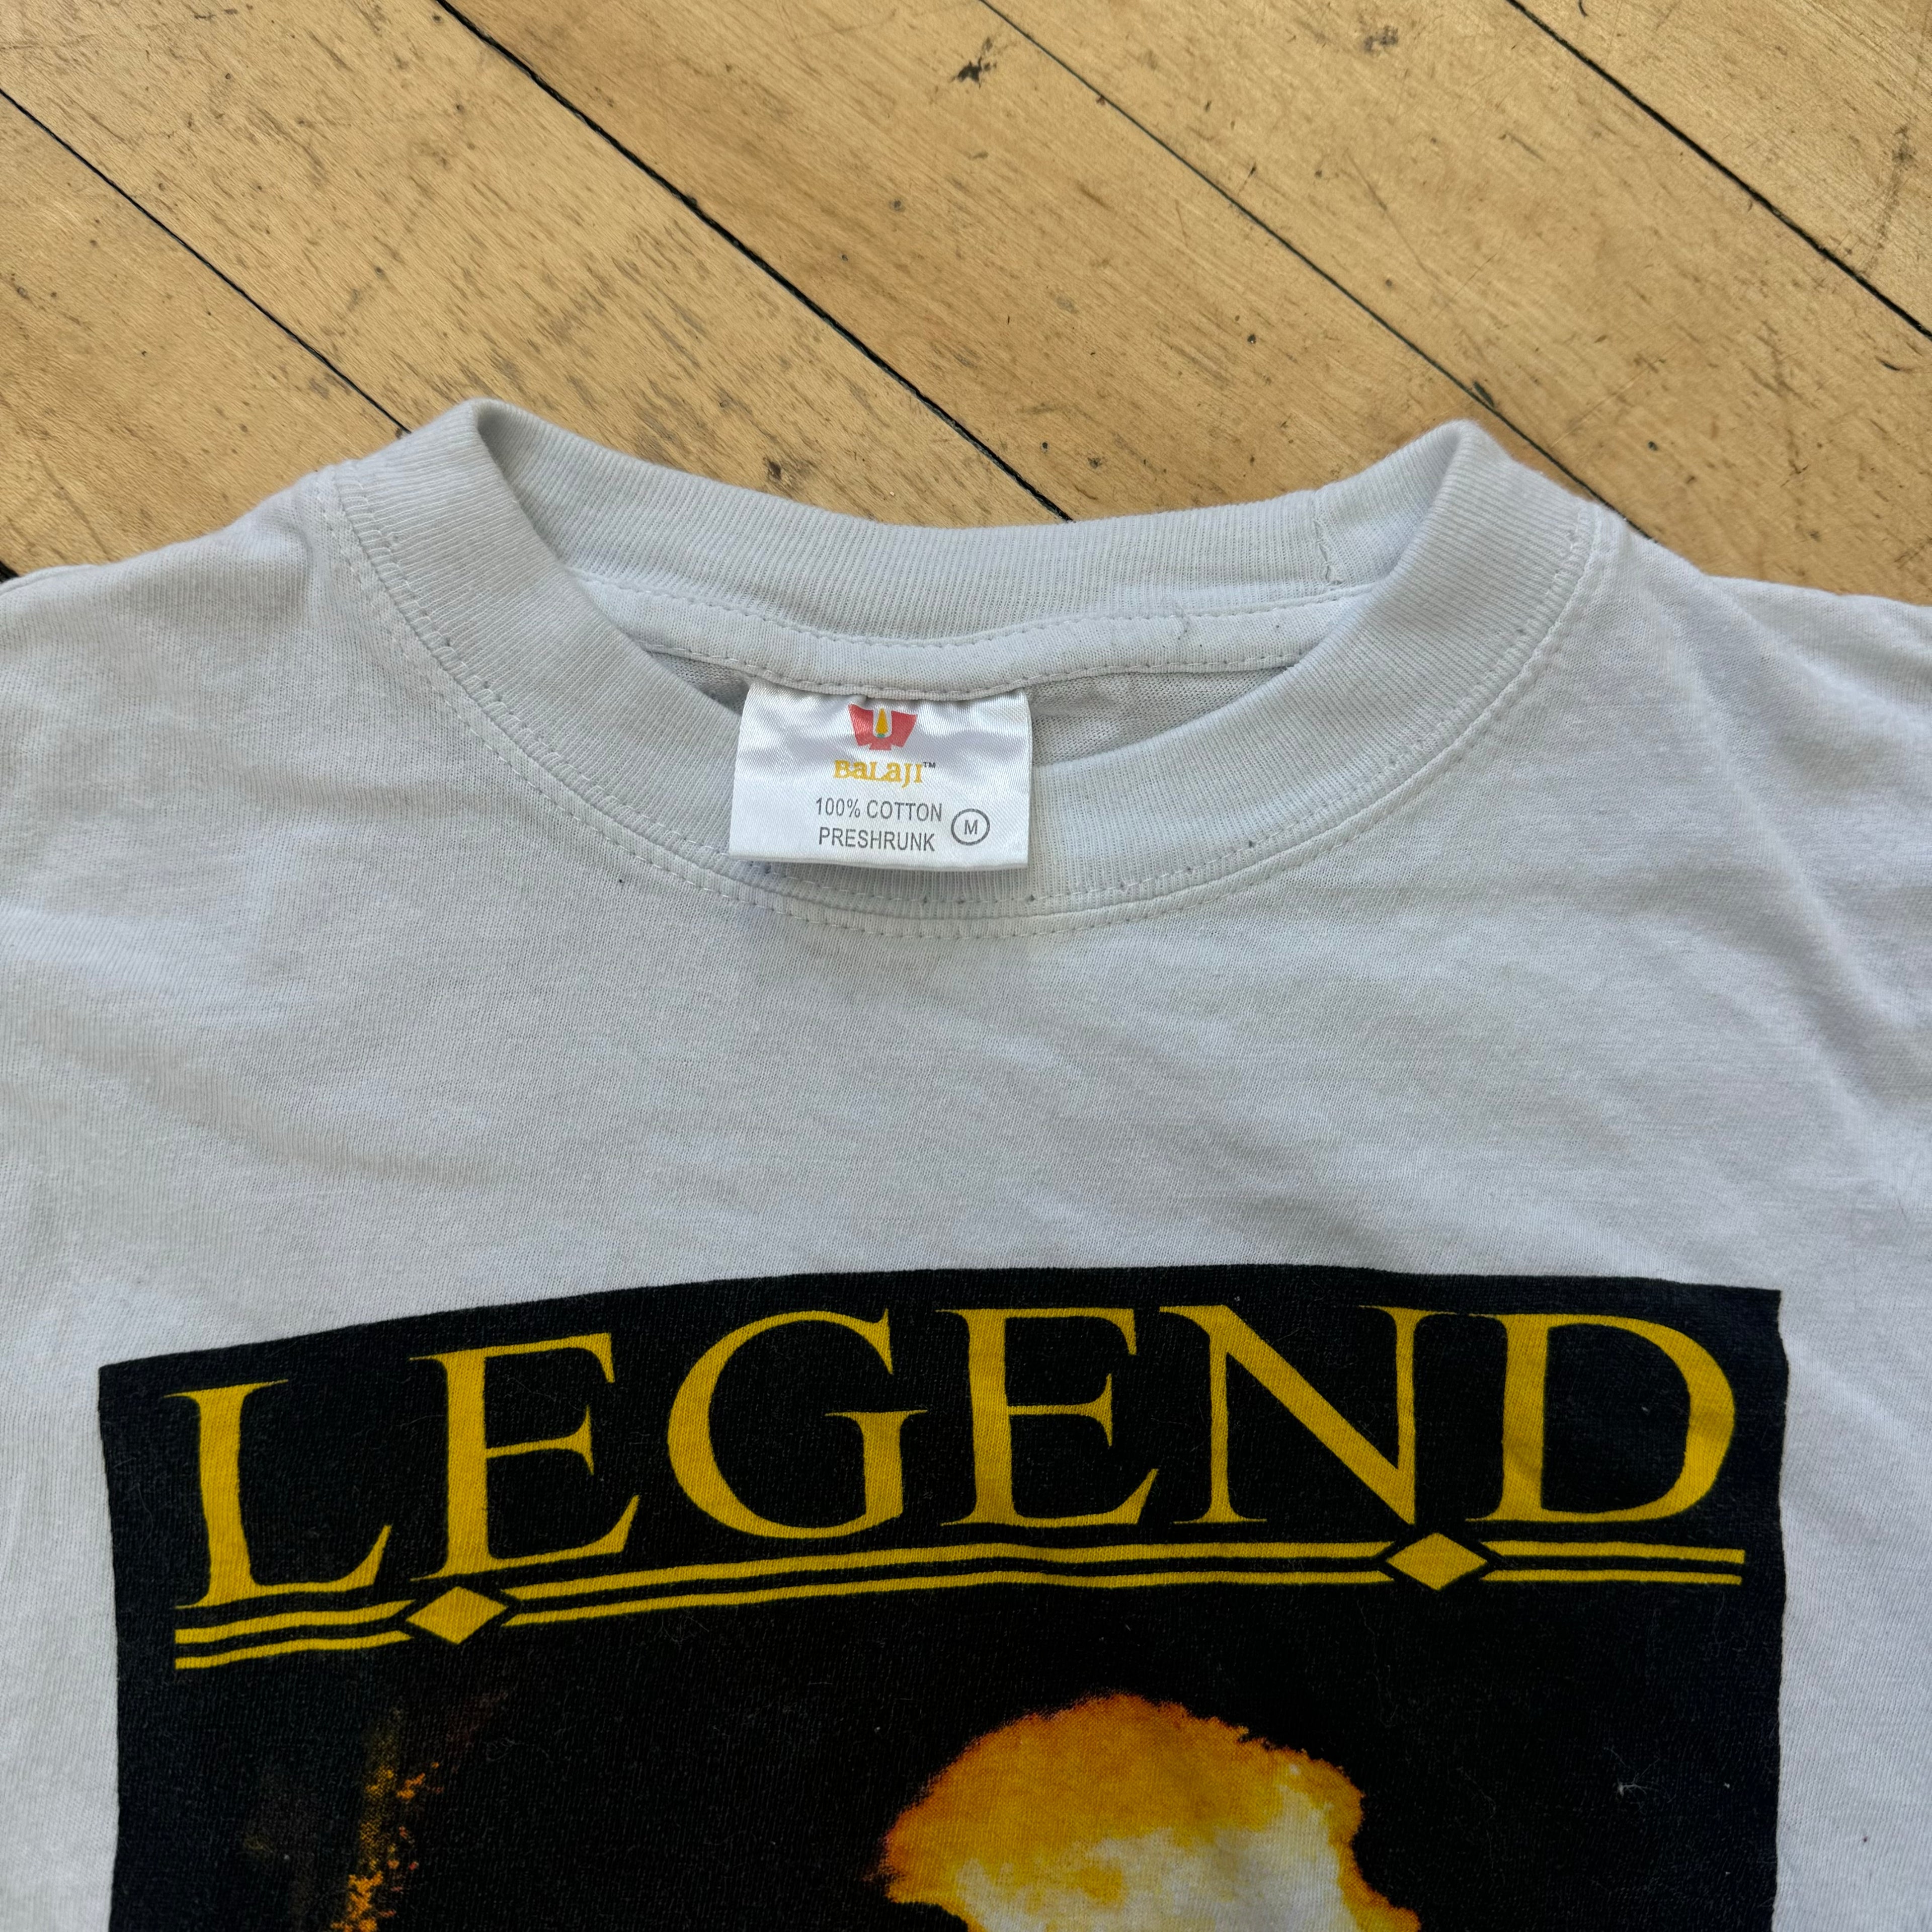 BaLaJI™
100% COTTON
PRESHRUNK M
LEGEND